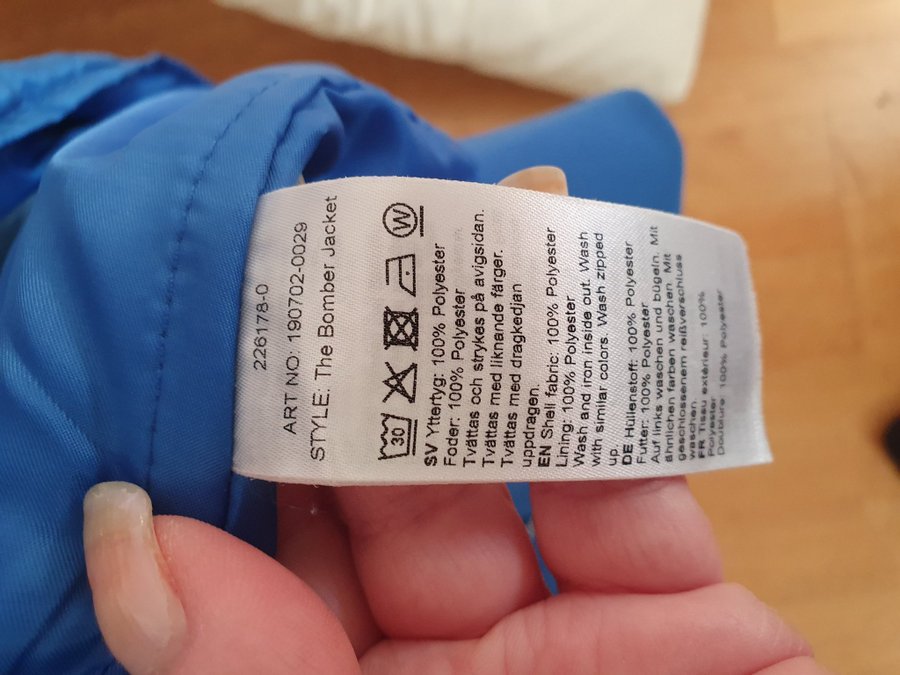 226178-0
ART NO: 190702-0029
STYLE. The Bomber Jacket
30
W
SV Yttertyg: 100% Polyester
Foder: 100% Polyester
Tvättas och strykes på avigsidan.
Tvättas med liknande färger.
Tvättas med dragkedjan
uppdragen.
EN Shell fabric: 100% Polyester
Lining: 100% Polyester
Wash and iron inside out. Wash
with similar colors. Wash zipped
up.
DE Hüllenstoff: 100% Polyester
Futter: 100% Polyester
Auf links waschen und bügeln. Mit
ähnlichen farben waschen. Mit
geschlossenem reißverschluss
waschen.
FR Tissu extérieur: 100%
Polyester
Doublure: 100% Polyester